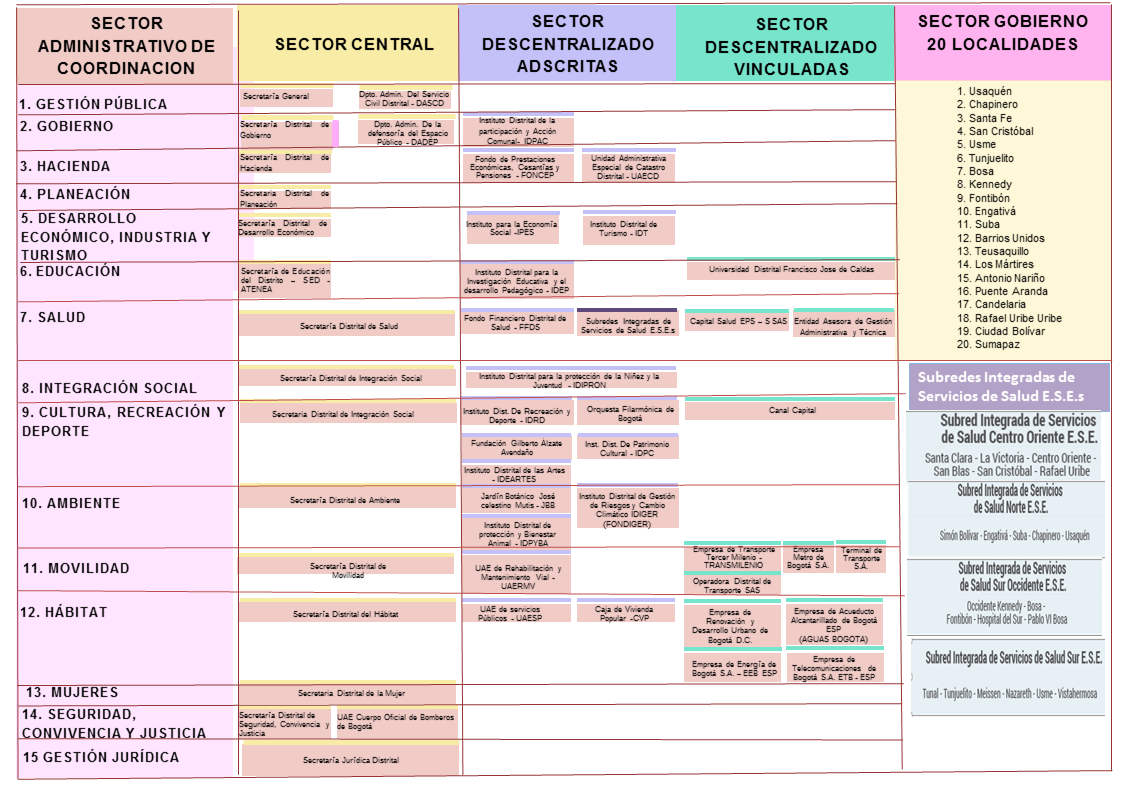 SECTOR
ADMINISTRATIVO DE
COORDINACION
SECTOR CENTRAL
SECTOR
DESCENTRALIZADO
ADSCRITAS
SECTOR
DESCENTRALIZADO
VINCULADAS
SECTOR GOBIERNO
20 LOCALIDADES
1. GESTIÓN PÚBLICA
Secretaría General
Dpto. Admin. Del Servicio
Civil Distrital - DASCD
2. GOBIERNO
Secretaría Distrital de
Gobierno
Dpto. Admin. De la
defensoría del Espacio
Público - DADEP
Instituto Distrital de la
participación y Acción
Comunal- IDPAC
3. HACIENDA
Secretaría Distrital de
Hacienda
Fondo de Prestaciones
Económicas, Cesantías y
Pensiones - FONCEP
Unidad Administrativa
Especial de Catastro
Distrital - UAECD
4. PLANEACIÓN
Secretaria Distrital de
Planeación
5. DESARROLLO
ECONÓMICO, INDUSTRIA Y
TURISMO
Secretaría Distrital de
Desarrollo Económico
Instituto para la Economía
Social -IPES
Instituto Distrital de
Turismo - IDT
6. EDUCACIÓN
Secretaría de Educación
del Distrito – SED -
ATENEA
Instituto Distrital para la
Investigación Educativa y el
desarrollo Pedagógico - IDEP
Universidad Distrital Francisco Jose de Caldas
7. SALUD
Secretaría Distrital de Salud
Fondo Financiero Distrital de
Salud - FFDS
Subredes Integradas de
Servicios de Salud E.S.E.s
Capital Salud EPS – S SAS
Entidad Asesora de Gestión
Administrativa y Técnica
8. INTEGRACIÓN SOCIAL
Secretaría Distrital de Integración Social
Instituto Distrital para la protección de la Niñez y la
Juventud - IDIPRON
9. CULTURA, RECREACIÓN Y
DEPORTE
Secretaria Distrital de Integración Social
Instituto Dist. De Recreación y
Deporte - IDRD
Orquesta Filarmónica de
Bogotá
Canal Capital
Fundación Gilberto Álzate
Avendaño
Inst. Dist. De Patrimonio
Cultural - IDPC
Instituto Distrital de las Artes
- IDEARTES
10. AMBIENTE
Secretaría Distrital de Ambiente
Jardín Botánico José
celestino Mutis - JBB
Instituto Distrital de Gestión
de Riesgos y Cambio
Climático IDIGER
(FONDIGER)
Instituto Distrital de
protección y Bienestar
Animal - IDPYBA
11. MOVILIDAD
Secretaría Distrital de
Movilidad
UAE de Rehabilitación y
Mantenimiento Vial -
UAERMV
Empresa de Transporte
Tercer Milenio -
TRANSMILENIO
Empresa
Metro de
Bogotá S.A.
Terminal de
Transporte
S.A.
Operadora Distrital de
Transporte SAS
12. HÁBITAT
Secretaría Distrital del Hábitat
UAE de servicios
Públicos - UAESP
Caja de Vivienda
Popular -CVP
Empresa de
Renovación y
Desarrollo Urbano de
Bogotá D.C.
Empresa de Acueducto
Alcantarillado de Bogotá
ESP
(AGUAS BOGOTA)
Empresa de Energía de
Bogotá S.A. – EEB ESP
Empresa de
Telecomunicaciones de
Bogotá S.A. ETB - ESP
13. MUJERES
Secretaria Distrital de la Mujer
14. SEGURIDAD,
CONVIVENCIA Y JUSTICIA
Secretaría Distrital de
Seguridad, Convivencia y
Justicia
UAE Cuerpo Oficial de Bomberos
de Bogotá
15 GESTIÓN JURÍDICA
Secretaría Jurídica Distrital
1. Usaquén
2. Chapinero
3. Santa Fe
4. San Cristóbal
5. Usme
6. Tunjuelito
7. Bosa
8. Kennedy
9. Fontibón
10. Engativá
11. Suba
12. Barrios Unidos
13. Teusaquillo
14. Los Mártires
15. Antonio Nariño
16. Puente Aranda
17. Candelaria
18. Rafael Uribe Uribe
19. Ciudad Bolívar
20. Sumapaz
Subredes Integradas de
Servicios de Salud E.S.E.s
Subred Integrada de Servicios
de Salud Centro Oriente E.S.E.
Santa Clara - La Victoria - Centro Oriente -
San Blas - San Cristóbal - Rafael Uribe
Subred Integrada de Servicios
de Salud Norte E.S.E.
Simón Bolívar - Engativá - Suba - Chapinero - Usaquén
Subred Integrada de Servicios
de Salud Sur Occidente E.S.E.
Occidente Kennedy - Bosa -
Fontibón - Hospital del Sur - Pablo VI Bosa
Subred Integrada de Servicios de Salud Sur E.S.E.
Tunal - Tunjuelito - Meissen - Nazareth - Usme - Vistahermosa